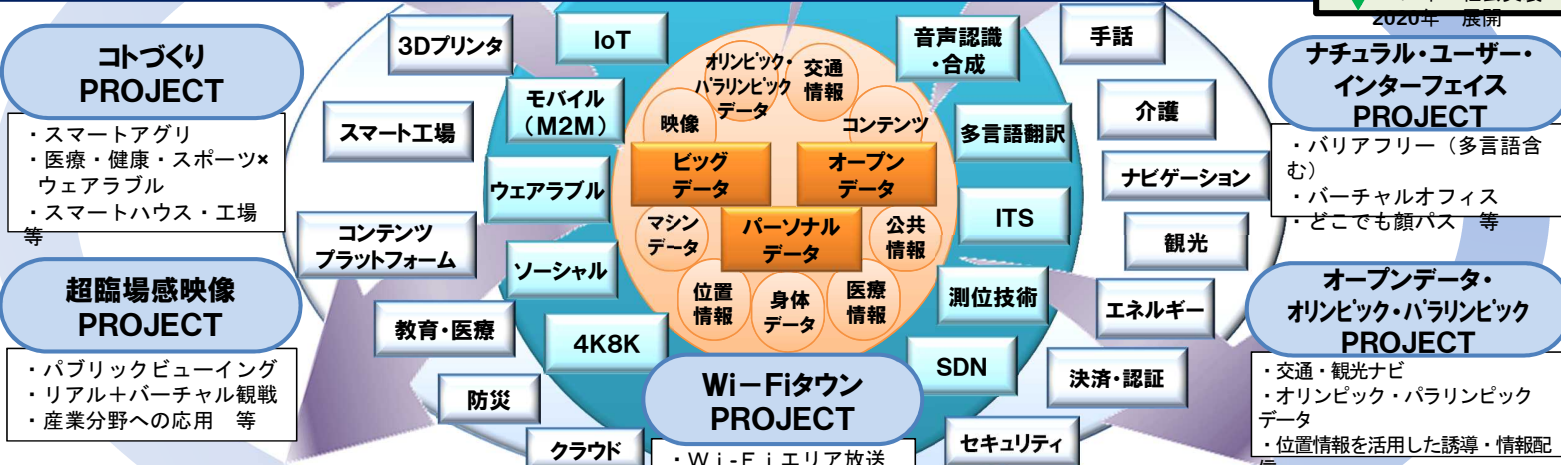 2020年 展開
コトづくり
PROJECT
・スマートアグリ
・医療・健康・スポーツ×
ウェアラブル
・スマートハウス・工場
等
超臨場感映像
PROJECT
・パブリックビューイング
・リアル＋バーチャル観戦
・産業分野への応用 等
3Dプリンタ
スマート工場
コンテンツ
プラットフォーム
教育・医療
防災
クラウド
IoT
モバイル
（M2M）
ウェアラブル
ソーシャル
4K8K
オリンピック・
パラリンピック
データ
交通
情報
映像
コンテンツ
ビッグ
データ
オープン
データ
パーソナル
データ
マシン
データ
公共
情報
位置
情報
身体
データ
医療
情報
Wi－Fiタウン
PROJECT
・Ｗｉ-Ｆｉエリア放送
音声認識
・合成
多言語翻訳
ITS
測位技術
SDN
手話
介護
ナビゲーション
観光
エネルギー
決済・認証
セキュリティ
ナチュラル・ユーザー・
インターフェイス
PROJECT
・バリアフリー（多言語含
む）
・バーチャルオフィス
・どこでも顔パス 等
オープンデータ・
オリンピック・パラリンピック
PROJECT
・交通・観光ナビ
・オリンピック・パラリンピック
データ
・位置情報を活用した誘導・情報配